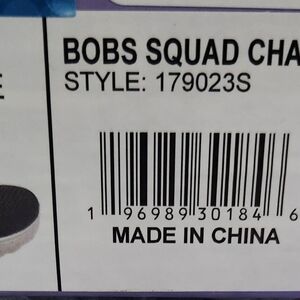 BOBS SQUAD CHA
STYLE: 179023S
E
1 96989 30184 6
MADE IN CHINA